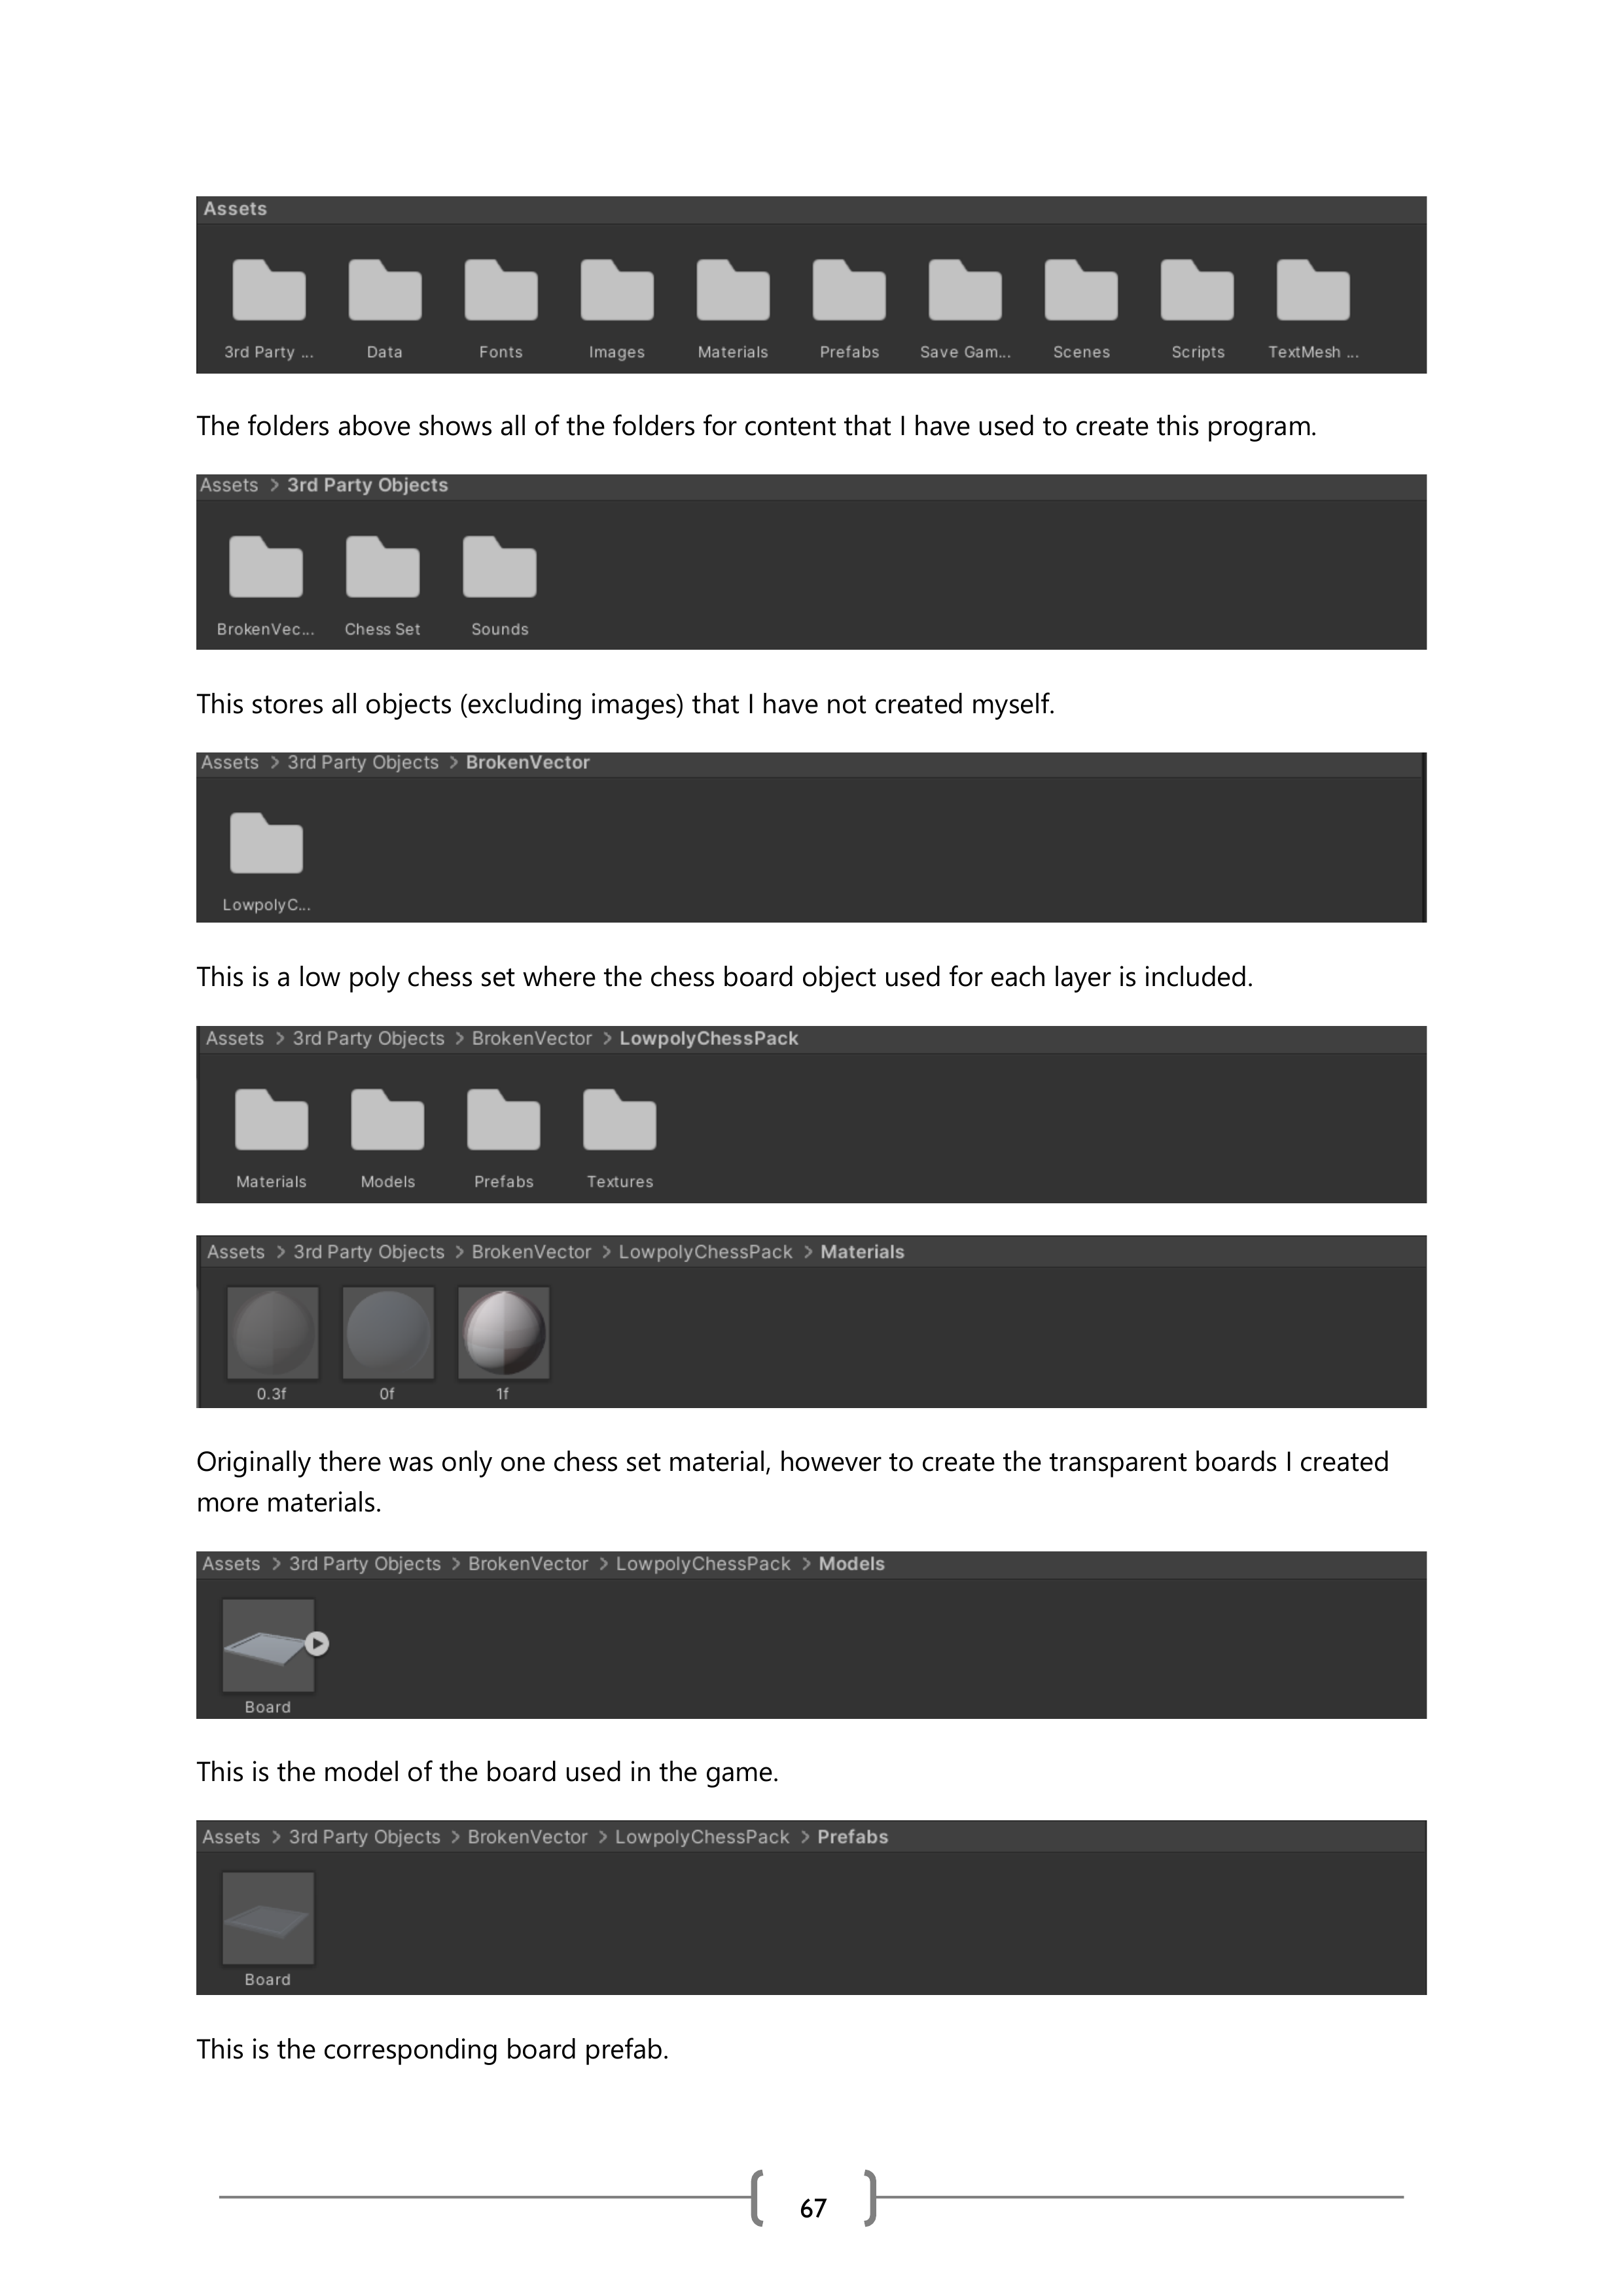 Assets
3rd Party ... Data Fonts Images Materials Prefabs Save Gam... Scenes Scripts TextMesh ...
The folders above shows all of the folders for content that I have used to create this program.
Assets > 3rd Party Objects
BrokenVec... Chess Set Sounds
This stores all objects (excluding images) that I have not created myself.
Assets > 3rd Party Objects > BrokenVector
LowpolyC...
This is a low poly chess set where the chess board object used for each layer is included.
Assets > 3rd Party Objects > BrokenVector > LowpolyChessPack
Materials Models Prefabs Textures
Assets > 3rd Party Objects > BrokenVector > LowpolyChessPack > Materials
0.3f 0f 1f
Originally there was only one chess set material, however to create the transparent boards I created
more materials.
Assets > 3rd Party Objects > BrokenVector > LowpolyChessPack > Models
Board
This is the model of the board used in the game.
Assets > 3rd Party Objects > BrokenVector > LowpolyChessPack > Prefabs
Board
This is the corresponding board prefab.
67